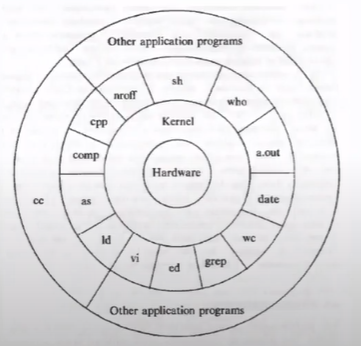 Other application programs
sh
nroff
who
cpp
Kernel
comp
a.out
Hardware
cc
as
date
ld
wc
vi
grep
ed
Other application programs